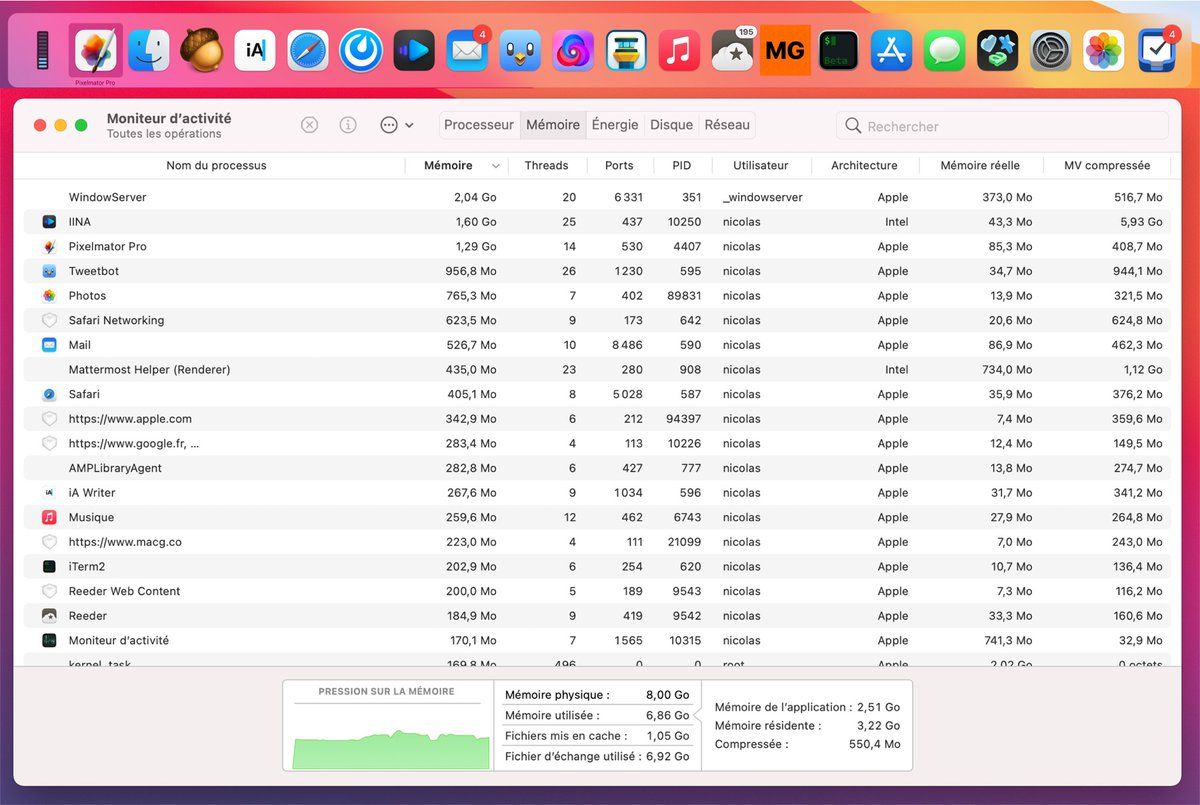 4
195
iA
MG
$
Beta
4
Pixelmator Pro
Moniteur d’activité
Toutes les opérations
Processeur Mémoire Énergie Disque Réseau
Rechercher
Nom du processus Mémoire Threads Ports PID Utilisateur Architecture Mémoire réelle MV compressée
WindowServer 2,04 Go 20 6 331 351 _windowserver Apple 373,0 Mo 516,7 Mo
IINA 1,60 Go 25 437 10250 nicolas Intel 43,3 Mo 5,93 Go
Pixelmator Pro 1,29 Go 14 530 4407 nicolas Apple 85,3 Mo 408,7 Mo
Tweetbot 956,8 Mo 26 1 230 595 nicolas Apple 34,7 Mo 944,1 Mo
Photos 765,3 Mo 7 402 89831 nicolas Apple 13,9 Mo 321,5 Mo
Safari Networking 623,5 Mo 9 173 642 nicolas Apple 20,6 Mo 624,8 Mo
Mail 526,7 Mo 10 8 486 590 nicolas Apple 86,9 Mo 462,3 Mo
Mattermost Helper (Renderer) 435,0 Mo 23 280 908 nicolas Intel 734,0 Mo 1,12 Go
Safari 405,1 Mo 8 5 028 587 nicolas Apple 35,9 Mo 376,2 Mo
https://www.apple.com 342,9 Mo 6 212 94397 nicolas Apple 7,4 Mo 359,6 Mo
https://www.google.fr, ... 283,4 Mo 4 113 10226 nicolas Apple 12,4 Mo 149,5 Mo
AMPLibraryAgent 282,8 Mo 6 427 777 nicolas Apple 13,8 Mo 274,7 Mo
iA Writer 267,6 Mo 9 1 034 596 nicolas Apple 31,7 Mo 341,2 Mo
Musique 259,6 Mo 12 462 6743 nicolas Apple 27,9 Mo 264,8 Mo
https://www.macg.co 223,0 Mo 4 111 21099 nicolas Apple 7,0 Mo 243,0 Mo
iTerm2 202,9 Mo 6 254 620 nicolas Apple 10,7 Mo 136,4 Mo
Reeder Web Content 200,0 Mo 5 189 9543 nicolas Apple 7,3 Mo 116,2 Mo
Reeder 184,9 Mo 9 419 9542 nicolas Apple 33,3 Mo 160,6 Mo
Moniteur d’activité 170,1 Mo 7 1 565 10315 nicolas Apple 741,3 Mo 32,9 Mo
kernel_task 169,8 Mo 496 0 0 root Apple 2,02 Go 0 octets
PRESSION SUR LA MÉMOIRE
Mémoire physique : 8,00 Go
Mémoire utilisée : 6,86 Go
Fichiers mis en cache : 1,05 Go
Fichier d’échange utilisé : 6,92 Go
Mémoire de l’application : 2,51 Go
Mémoire résidente : 3,22 Go
Compressée : 550,4 Mo